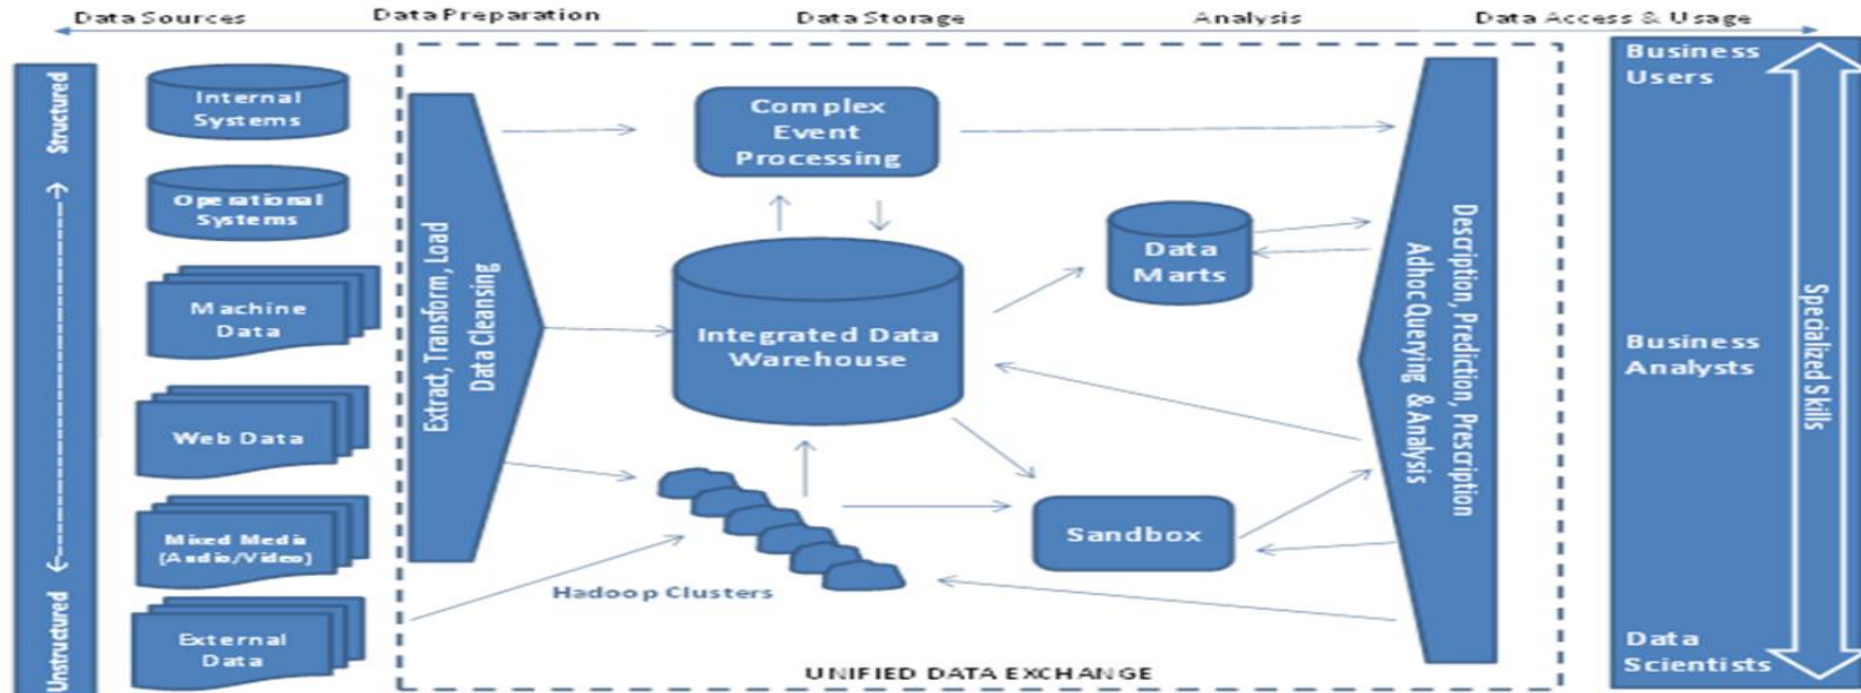 Data Sources
Data Preparation
Data Storage
Analysis
Data Access & Usage
Structured
Unstructured
Internal
Systems
Operational
Systems
Machine
Data
Web Data
Mixed Media
(Audio/Video)
External
Data
Extract, Transform, Load
Data Cleansing
Complex
Event
Processing
Integrated Data
Warehouse
Hadoop Clusters
Data
Marts
Sandbox
Description, Prediction, Prescription
Adhoc Querying & Analysis
UNIFIED DATA EXCHANGE
Business
Users
Business
Analysts
Data
Scientists
Specialized Skills